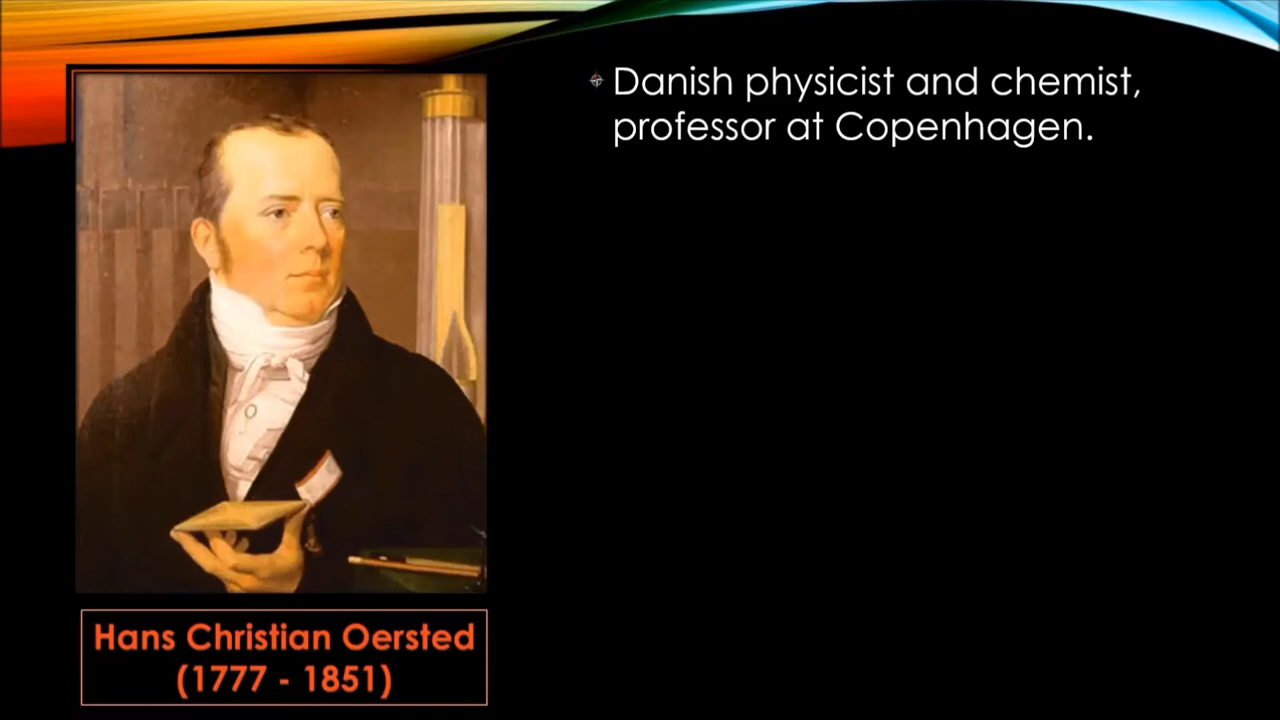 Danish physicist and chemist,
professor at Copenhagen.
Hans Christian Oersted
(1777 - 1851)